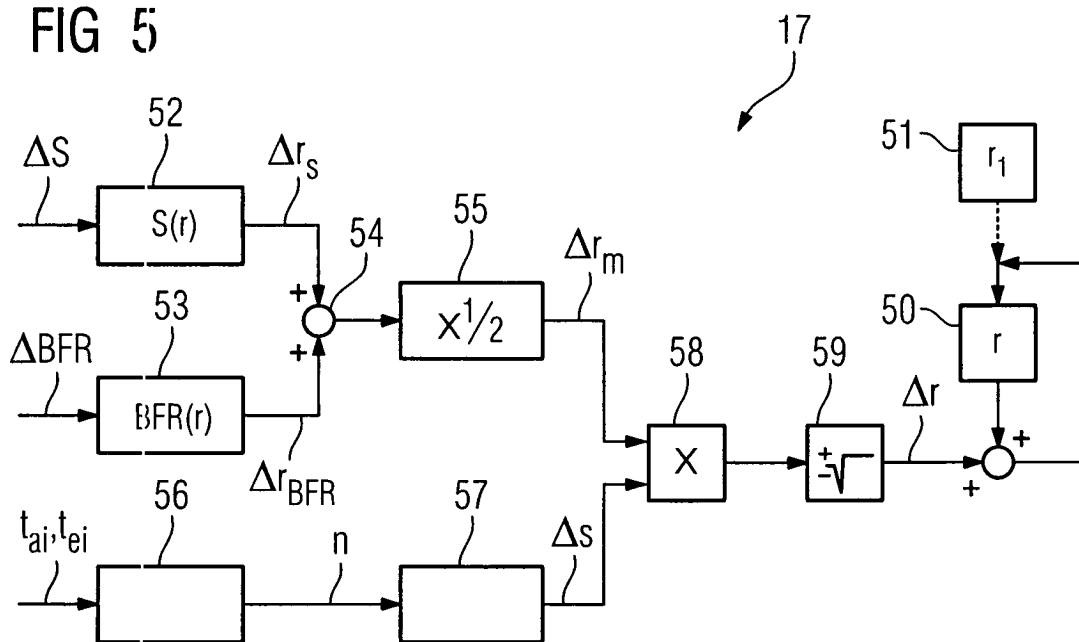 FIG 5
17
52
51
ΔS
Δr_s
r_1
S(r)
54
55
Δr_m
+
50
X^1/2
53
r
+
58
59
ΔBFR
Δr
BFR(r)
+
X
±√
Δr_BFR
+
56
57
t_ai, t_ei
n
Δs